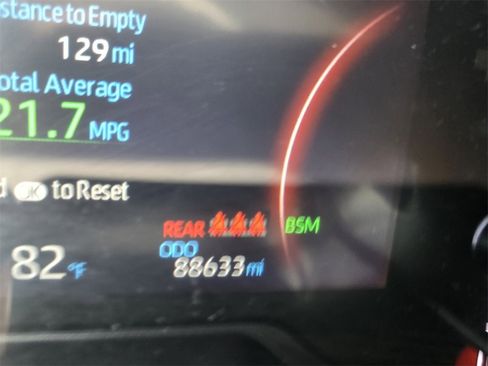 stance to Empty
129 mi
otal Average
21.7 MPG
d OK to Reset
REAR BSM
ODO
82 °F 88633 mi